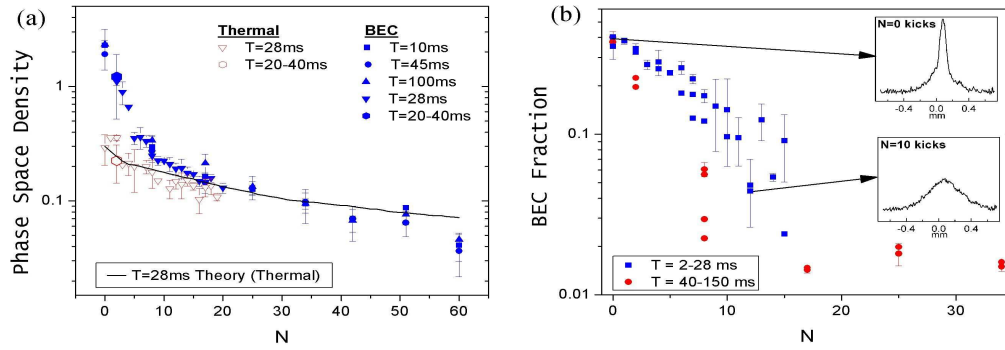 (a)
Thermal
T=28ms
T=20-40ms
BEC
T=10ms
T=45ms
T=100ms
T=28ms
T=20-40ms
Phase Space Density
1
0.1
T=28ms Theory (Thermal)
0 10 20 30 40 50 60
N
(b)
BEC Fraction
0.1
0.01
N=0 kicks
-0.4 0.0 0.4
mm
N=10 kicks
-0.4 0.0 0.4
mm
T = 2-28 ms
T = 40-150 ms
0 10 20 30
N